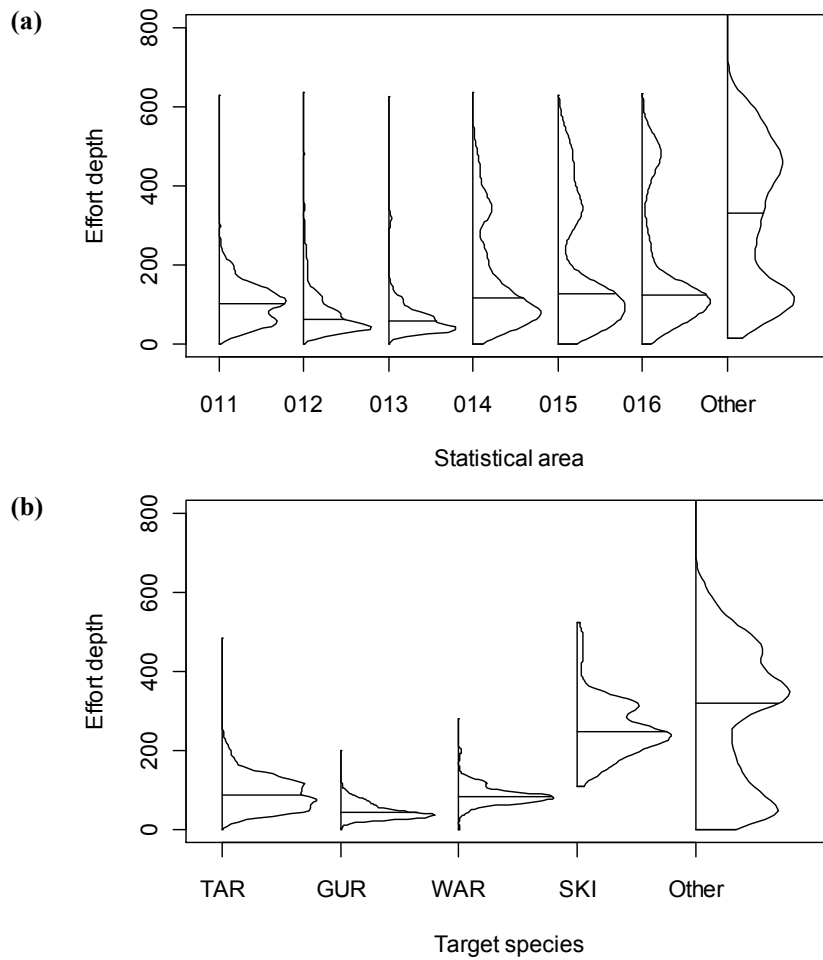 (a)
800
600
400
200
0
Effort depth
011 012 013 014 015 016 Other
Statistical area
(b)
800
600
400
200
0
Effort depth
TAR GUR WAR SKI Other
Target species